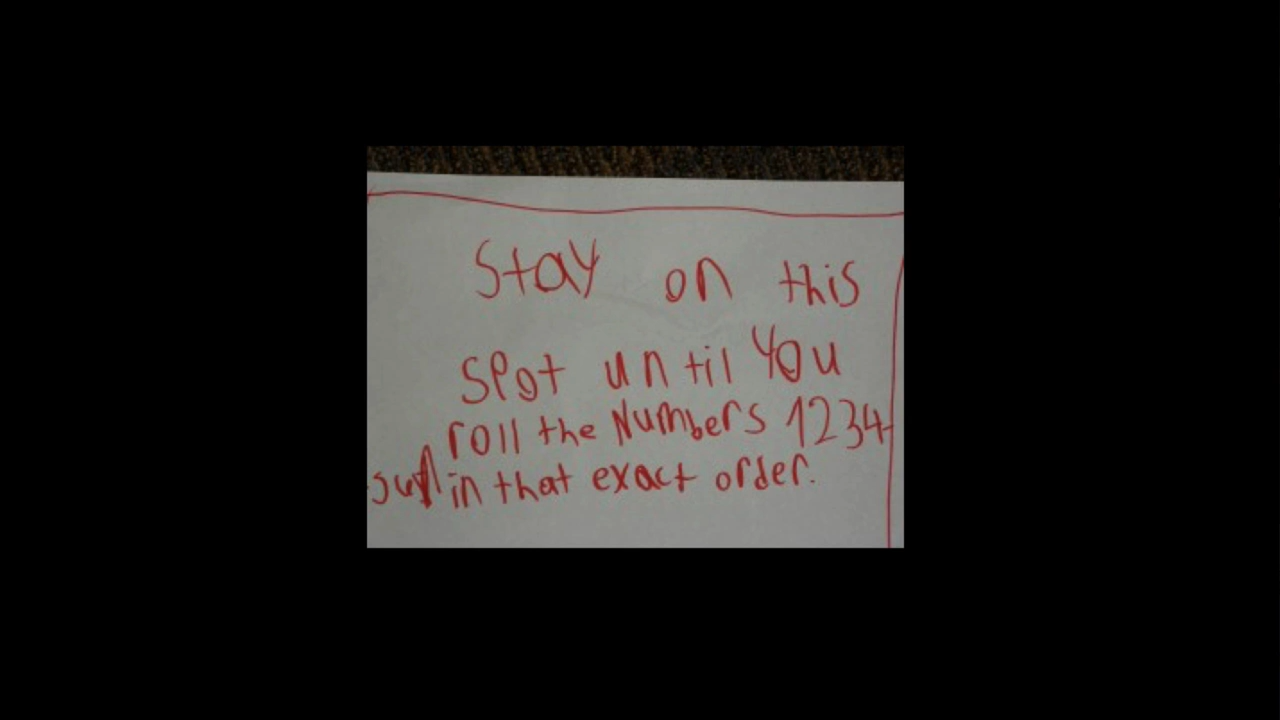 Stay on this
spot until You
roll the Numbers 1234
in that exact order.